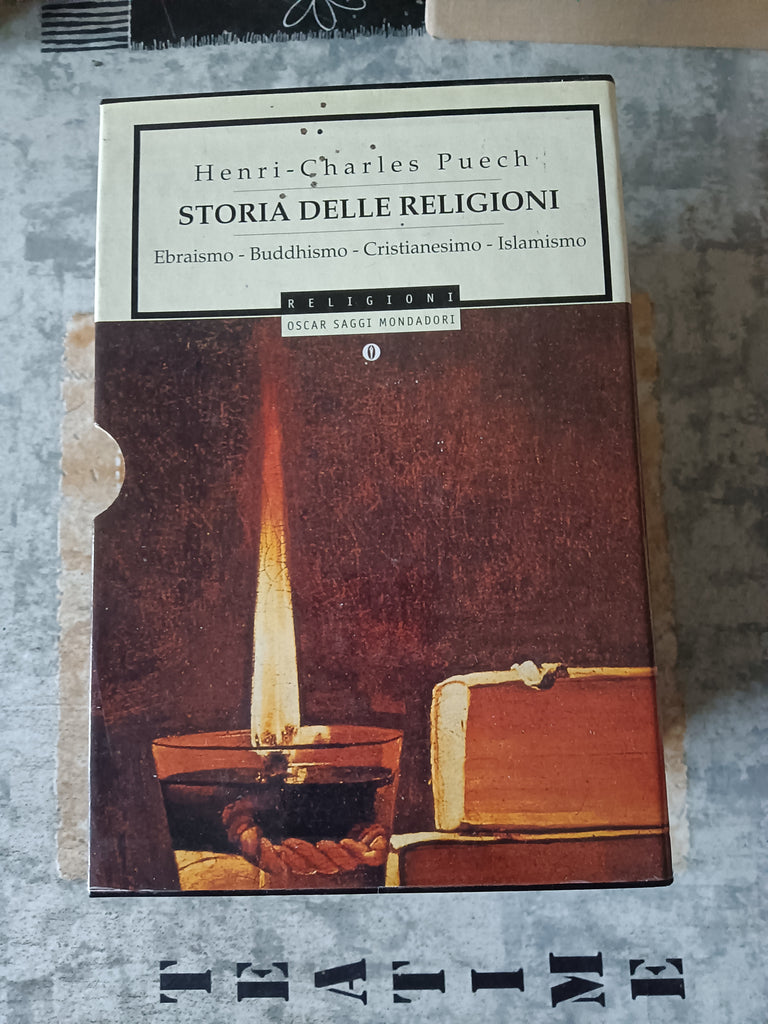 Henri-Charles Puech
STORIA DELLE RELIGIONI
Ebraismo - Buddhismo - Cristianesimo - Islamismo
RELIGIONI
OSCAR SAGGI MONDADORI
TEATIME